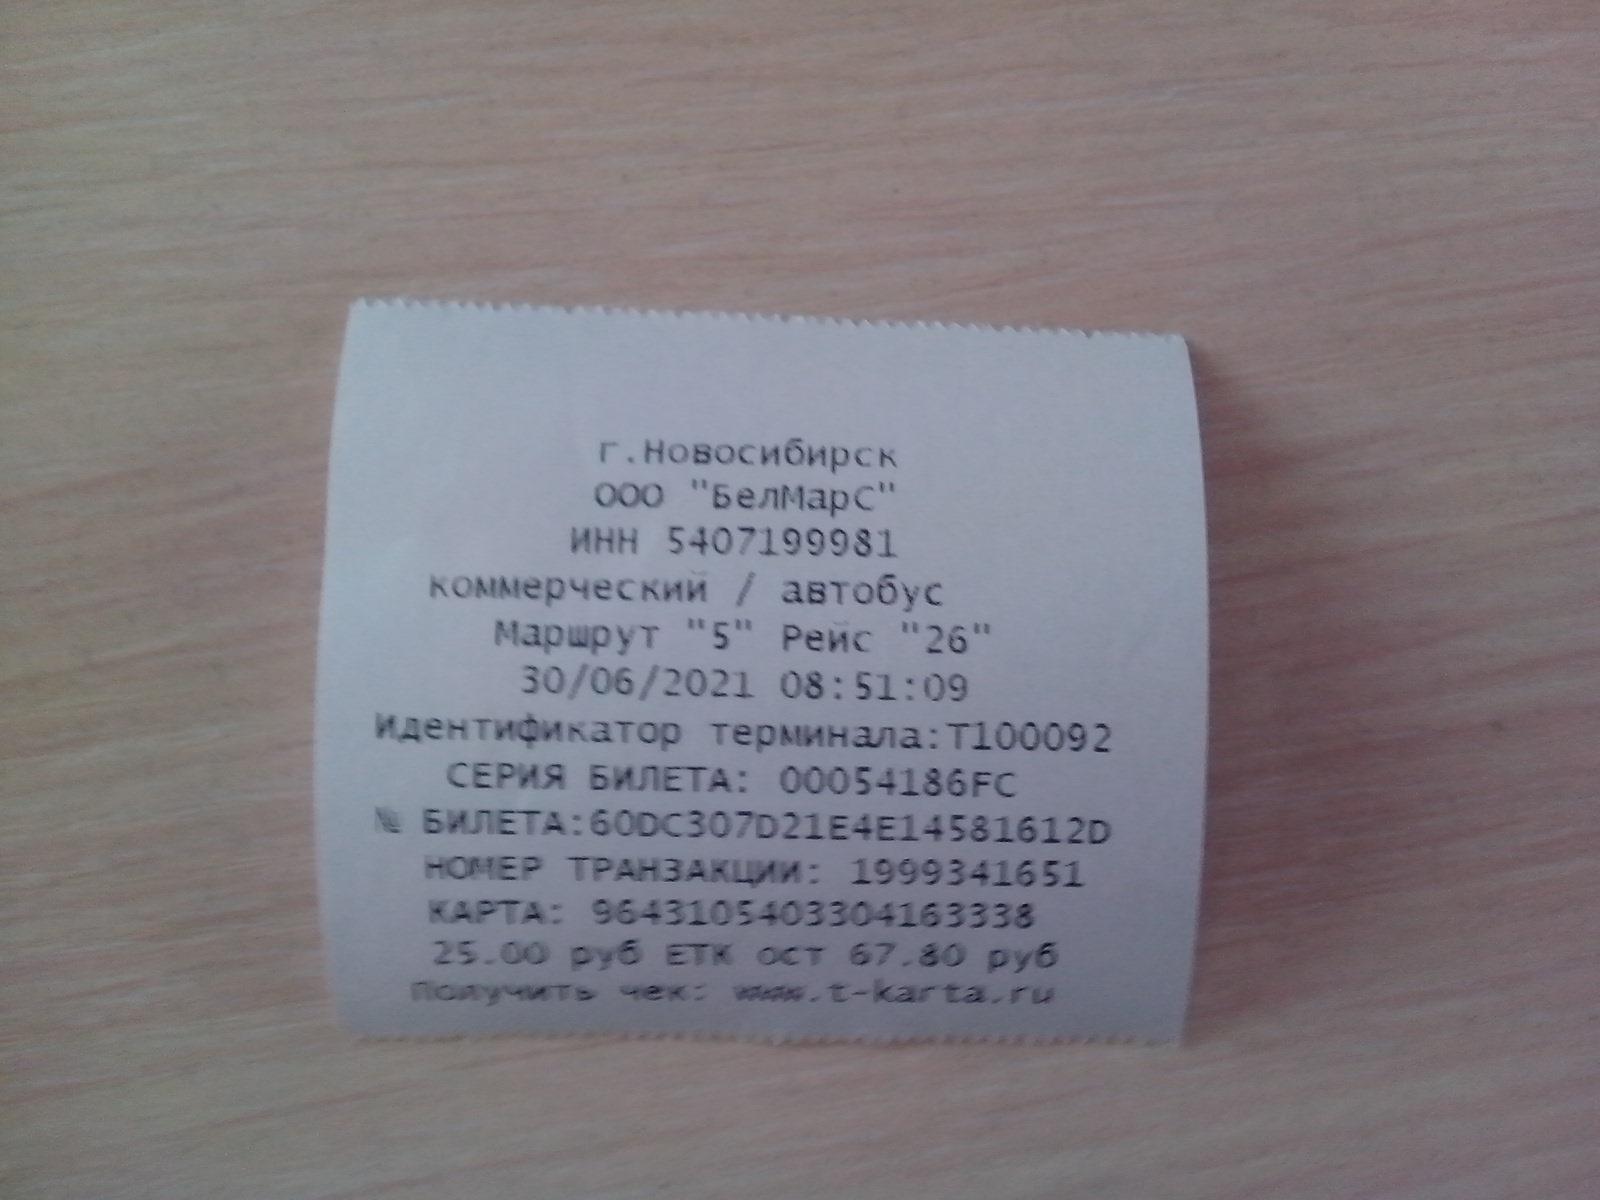 г.Новосибирск
ООО "БелМарС"
ИНН 5407199981
коммерческий / автобус
Маршрут "5" Рейс "26"
30/06/2021 08:51:09
Идентификатор терминала:T100092
СЕРИЯ БИЛЕТА: 00054186FC
№ БИЛЕТА:60DC307D21E4E14581612D
НОМЕР ТРАНЗАКЦИИ: 1999341651
КАРТА: 9643105403304163338
25.00 руб ЕТК ост 67.80 руб
Получить чек: www.t-karta.ru